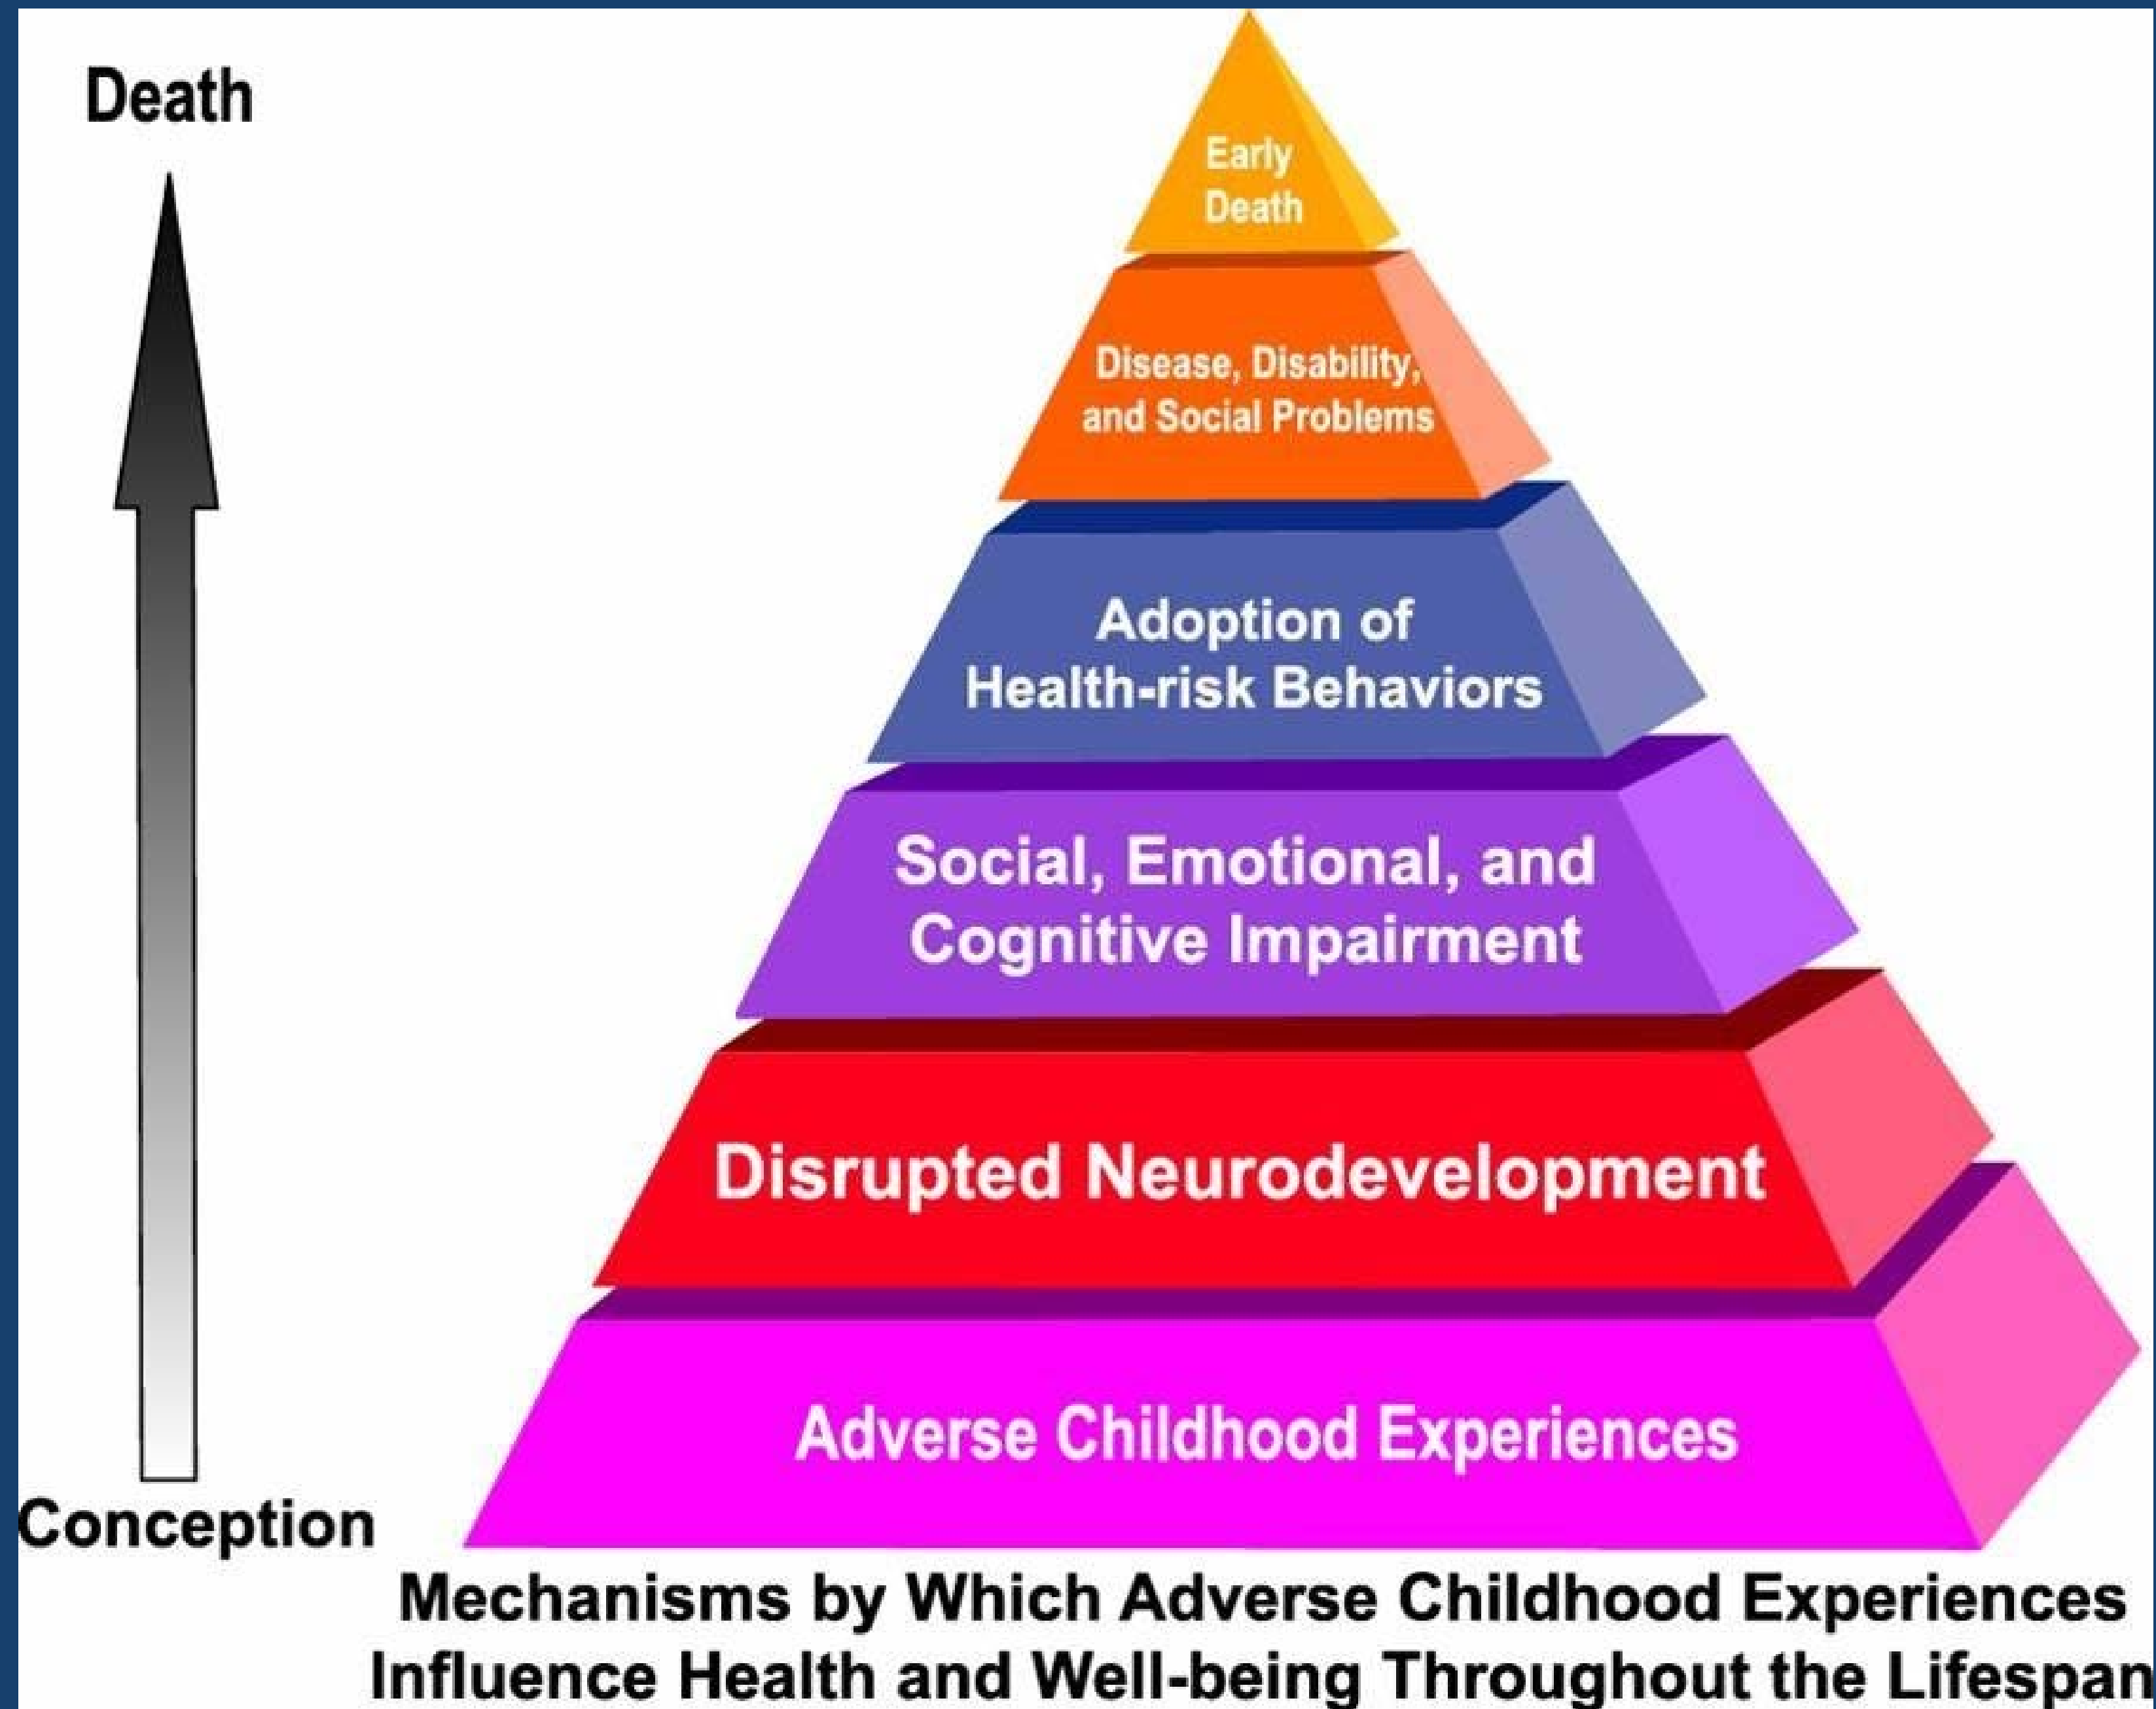 Death
Early
Death
Disease, Disability,
and Social Problems
Adoption of
Health-risk Behaviors
Social, Emotional, and
Cognitive Impairment
Disrupted Neurodevelopment
Adverse Childhood Experiences
Conception
Mechanisms by Which Adverse Childhood Experiences
Influence Health and Well-being Throughout the Lifespan